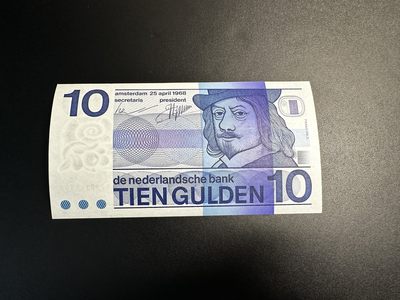 10
amsterdam 25 april 1968
secretaris president
de nederlandsche bank
TIEN GULDEN 10